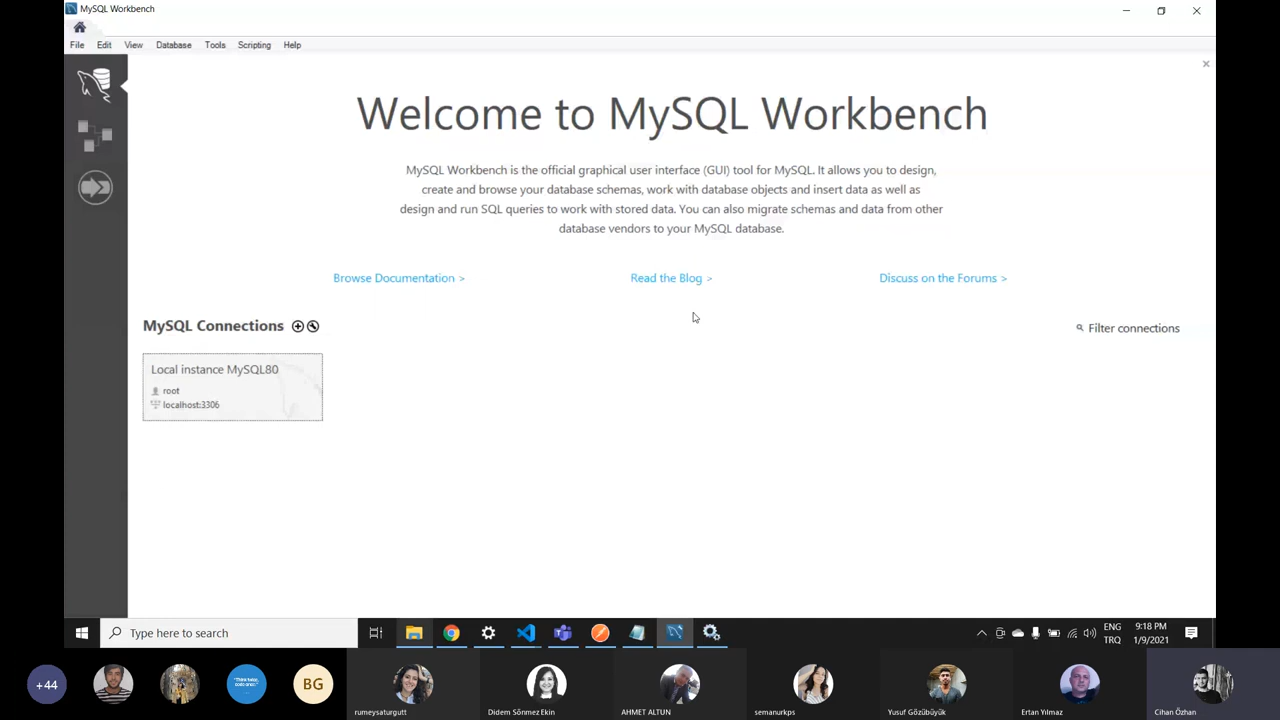 MySQL Workbench
File Edit View Database Tools Scripting Help
Welcome to MySQL Workbench
MySQL Workbench is the official graphical user interface (GUI) tool for MySQL. It allows you to design,
create and browse your database schemas, work with database objects and insert data as well as
design and run SQL queries to work with stored data. You can also migrate schemas and data from other
database vendors to your MySQL database.
Browse Documentation > Read the Blog > Discuss on the Forums >
MySQL Connections
Filter connections
Local instance MySQL80
root
localhost:3306
Type here to search
ENG
TRQ
9:18 PM
1/9/2021
+44
BG
rumeysaturgutt
Didem Sönmez Ekin
AHMET ALTUN
semanurkps
Yusuf Gözübüyük
Ertan Yılmaz
Cihan Özhan